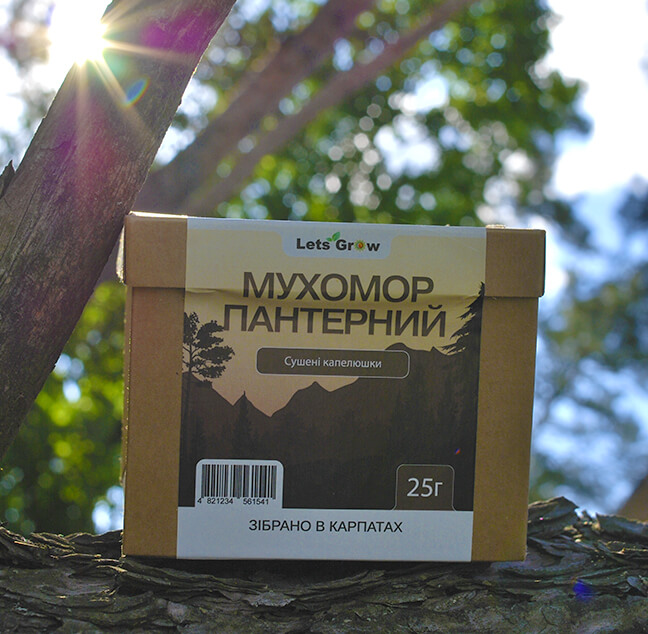 Lets Grow
МУХОМОР
ПАНТЕРНИЙ
Сушені капелюшки
4 821234 561541
25г
ЗІБРАНО В КАРПАТАХ